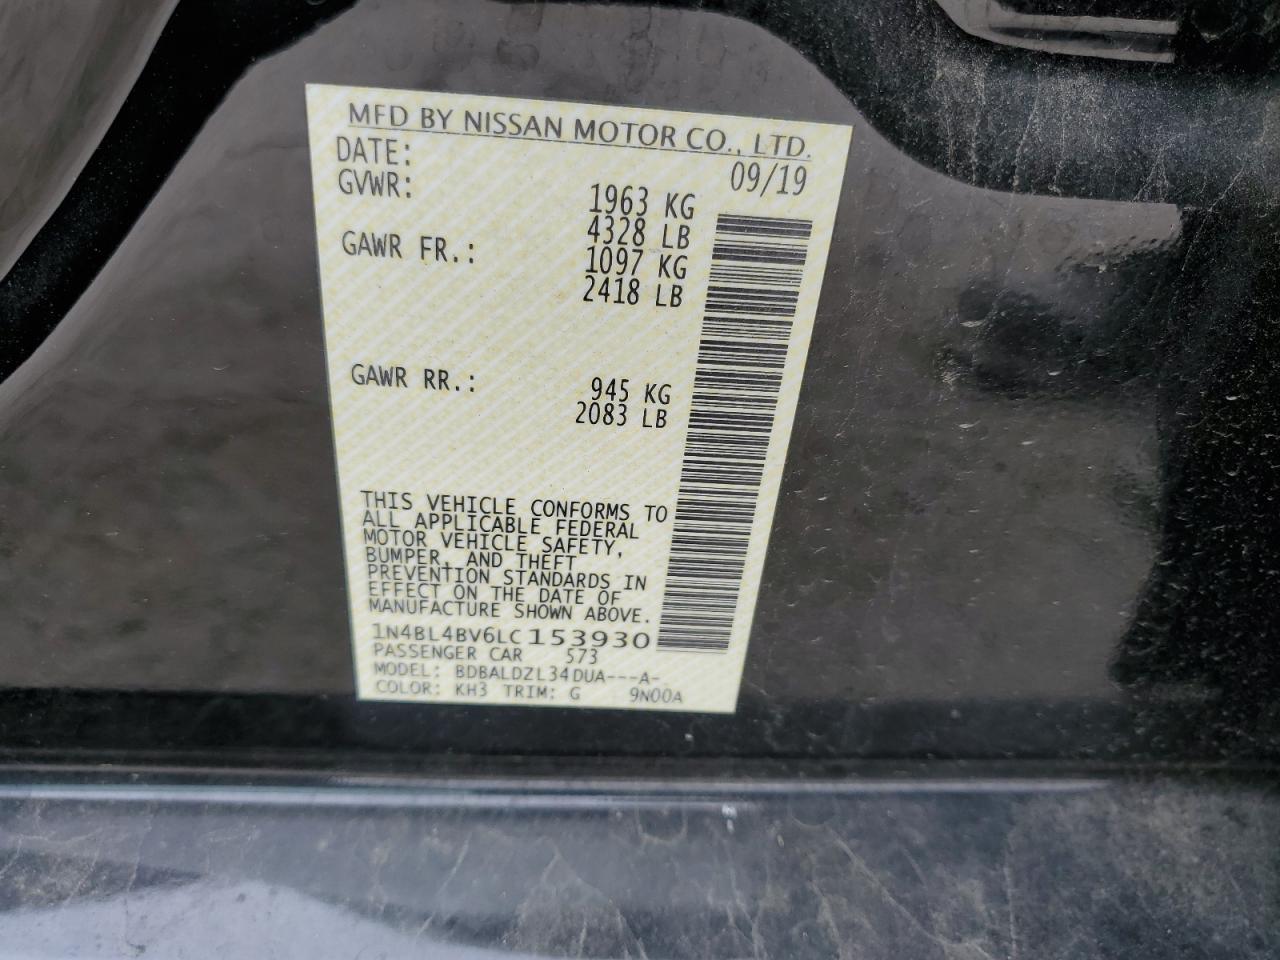 MFD BY NISSAN MOTOR CO., LTD.
DATE: 09/19
GVWR: 1963 KG
4328 LB
GAWR FR.: 1097 KG
2418 LB
GAWR RR.: 945 KG
2083 LB
THIS VEHICLE CONFORMS TO
ALL APPLICABLE FEDERAL
MOTOR VEHICLE SAFETY,
BUMPER, AND THEFT
PREVENTION STANDARDS IN
EFFECT ON THE DATE OF
MANUFACTURE SHOWN ABOVE.
1N4BL4BV6LC153930
PASSENGER CAR 573
MODEL: BDBALDZL34DUA---A-
COLOR: KH3 TRIM: G 9N00A